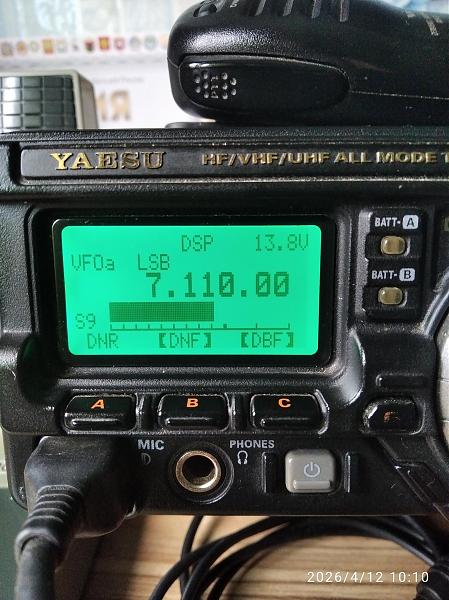 YAESU HF/VHF/UHF ALL MODE T
BATT-A
DSP 13.8V
VFOa LSB
7.110.00
BATT-B
S9
DNR 【DNF】 【DBF】
A B C
MIC PHONES
2026/4/12 10:10